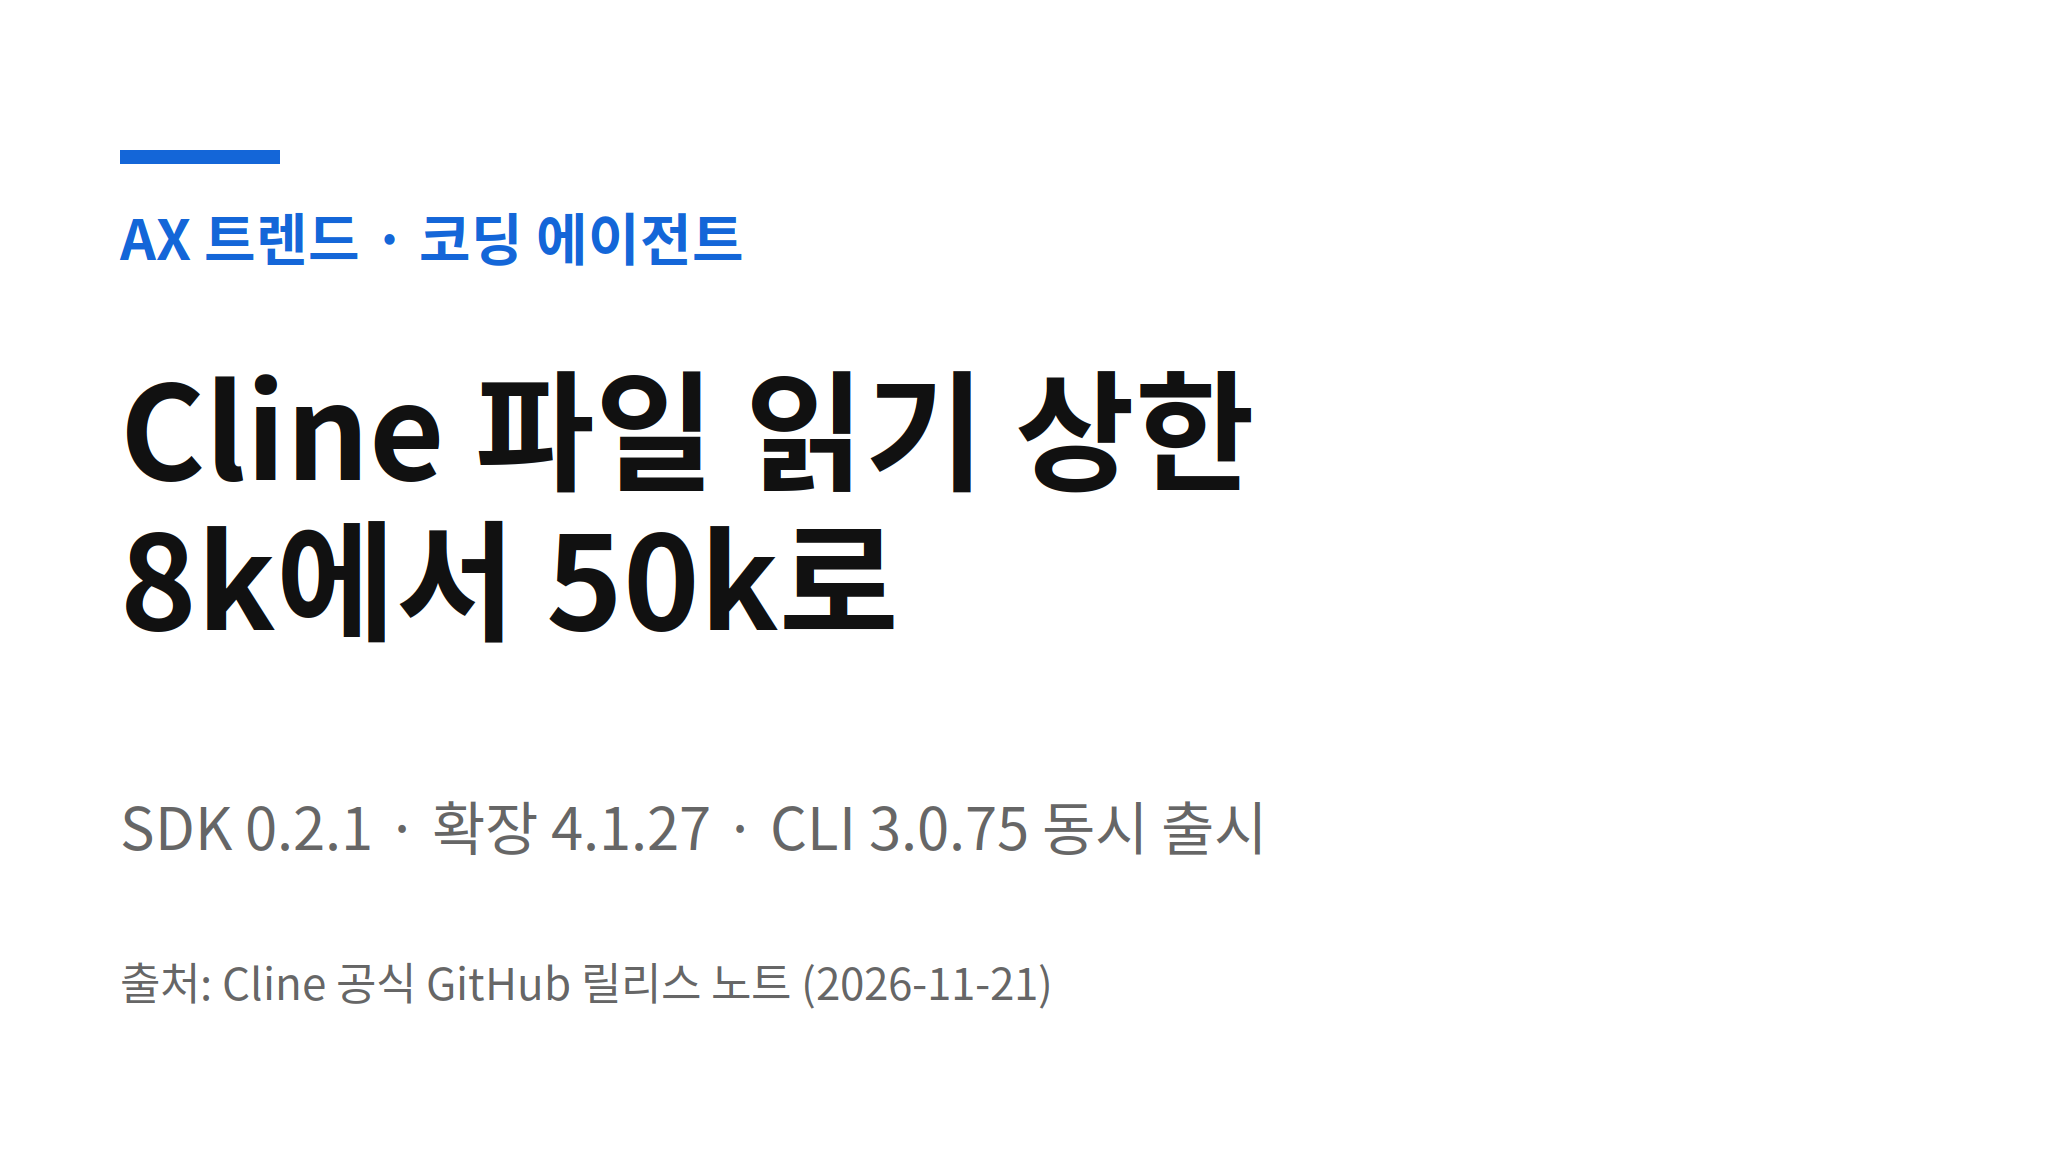 AX 트렌드 · 코딩 에이전트
Cline 파일 읽기 상한
8k에서 50k로
SDK 0.2.1 · 확장 4.1.27 · CLI 3.0.75 동시 출시
출처: Cline 공식 GitHub 릴리스 노트 (2026-11-21)